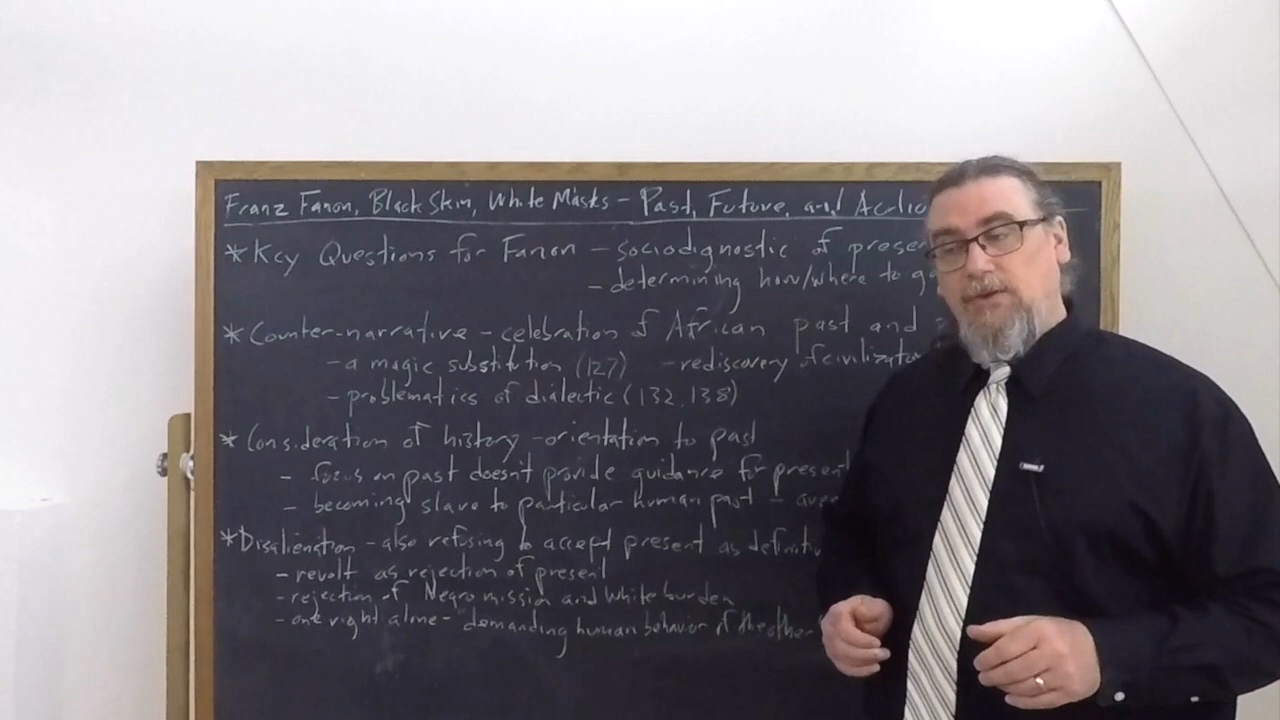 Franz Fanon, Black Skin, White Masks - Past, Future, and Actio
* Key Questions for Fanon - sociodignostic of prese
- determining how/where to g
* Counter-narrative - celebration of African past and
- a magic substitution (127) - rediscovery of civilizat
- problematics of dialectic (132, 138)
* Consideration of history - orientation to past
- focus on past doesn't provide guidance for present
- becoming slave to particular human past -
* Disalienation - also refusing to accept present as definitiv
- revolt as rejection of present
- rejection of Negro mission and White burden
- one right alone - demanding human behavior of the other